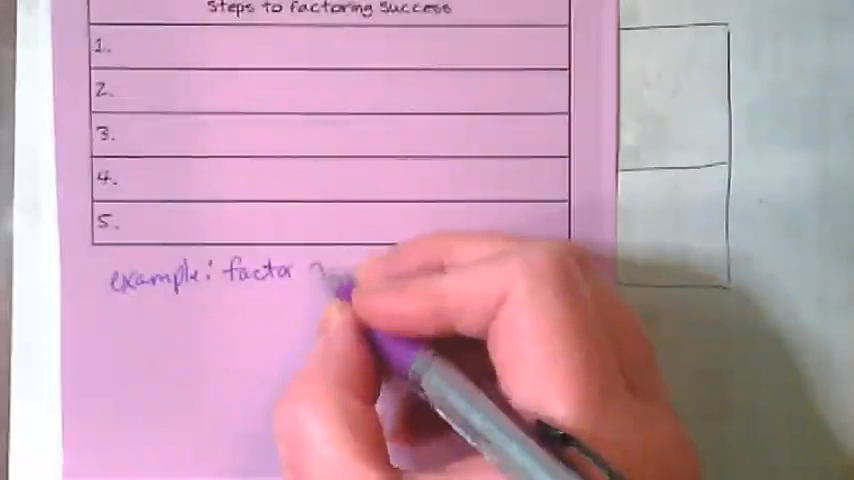 Steps to factoring Success
1.
2.
3.
4.
5.
example: factor